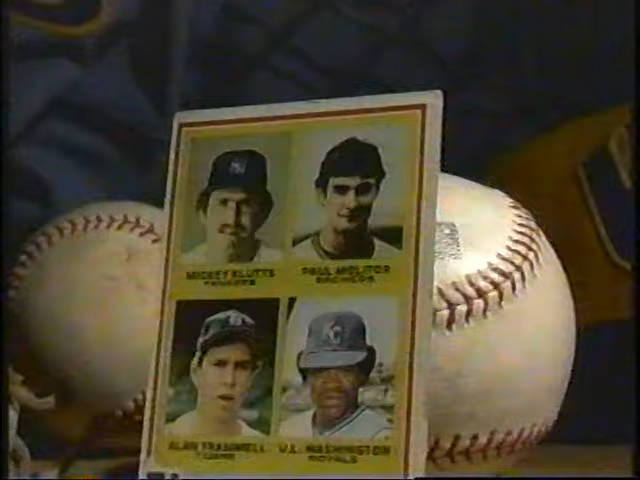 MICKEY KLUTTS
YANKEES
PAUL MOLITOR
BREWERS
ALAN TRAMMELL
TIGERS
U.L. WASHINGTON
ROYALS